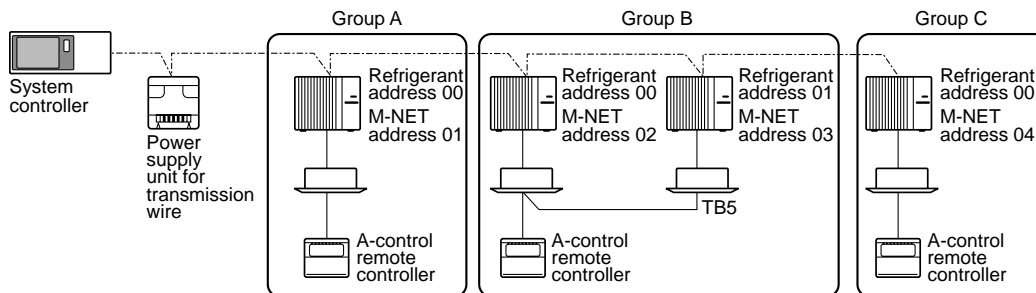 Group A
Group B
Group C
System
controller
Power
supply
unit for
transmission
wire
Refrigerant
address 00
M-NET
address 01
A-control
remote
controller
Refrigerant
address 00
M-NET
address 02
Refrigerant
address 01
M-NET
address 03
TB5
A-control
remote
controller
Refrigerant
address 00
M-NET
address 04
A-control
remote
controller